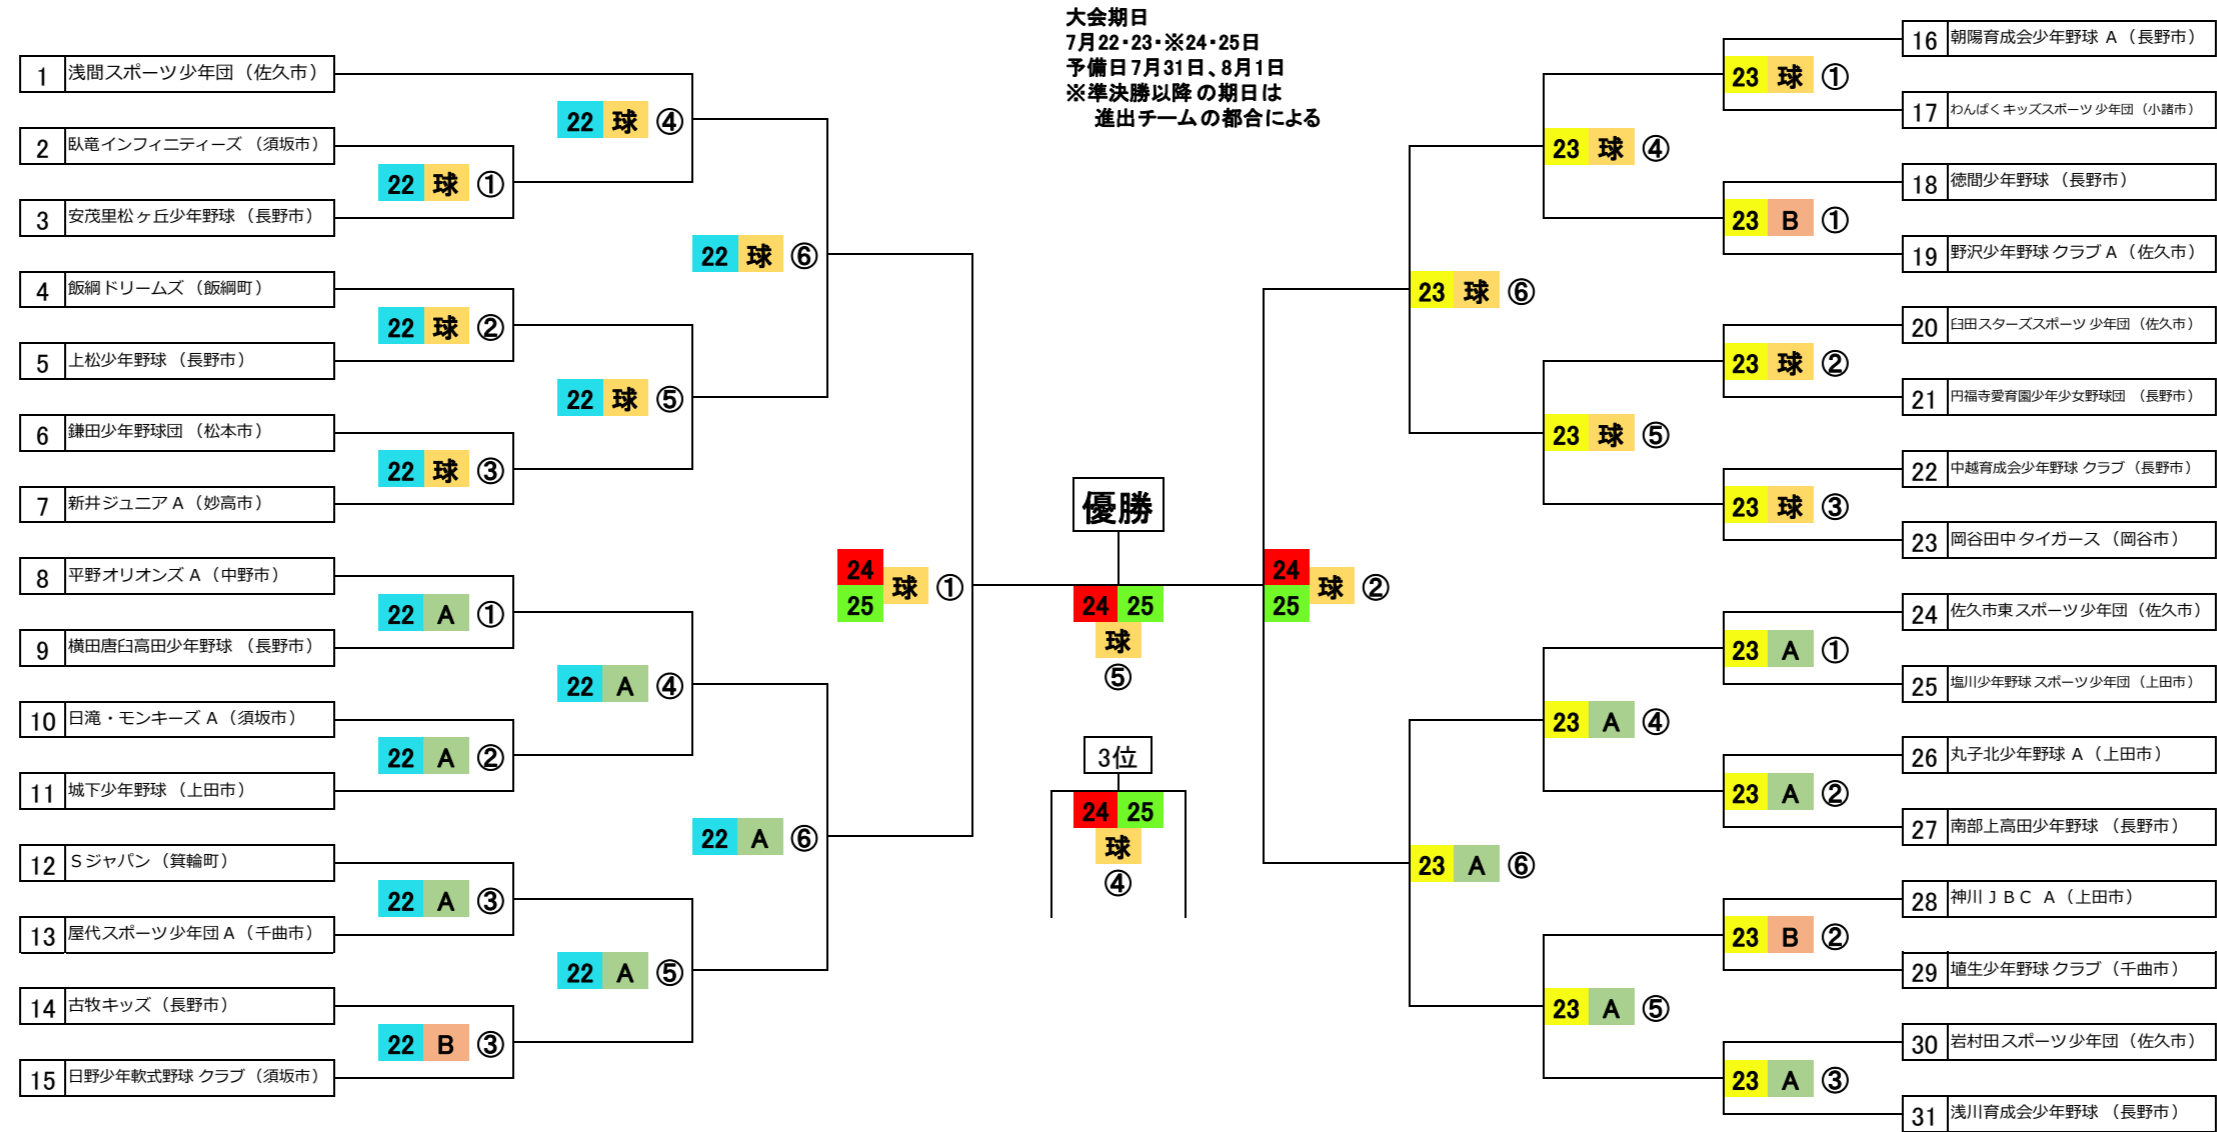 大会期日
7月22・23・※24・25日
予備日7月31日、8月1日
※準決勝以降の期日は
進出チームの都合による
1 浅間スポーツ少年団（佐久市）
2 臥竜インフィニティーズ（須坂市）
3 安茂里松ヶ丘少年野球（長野市）
4 飯綱ドリームズ（飯綱町）
5 上松少年野球（長野市）
6 鎌田少年野球団（松本市）
7 新井ジュニアA（妙高市）
8 平野オリオンズA（中野市）
9 横田唐臼高田少年野球（長野市）
10 日滝・モンキーズA（須坂市）
11 城下少年野球（上田市）
12 Sジャパン（箕輪町）
13 屋代スポーツ少年団A（千曲市）
14 古牧キッズ（長野市）
15 日野少年軟式野球クラブ（須坂市）
22 球 ①
22 球 ②
22 球 ③
22 A ①
22 A ②
22 A ③
22 B ③
22 球 ④
22 球 ⑤
22 A ④
22 A ⑤
22 球 ⑥
22 A ⑥
24
25
球 ①
優勝
24 25
球
⑤
3位
24 25
球
④
24
25
球 ②
23 球 ⑥
23 A ⑥
23 球 ④
23 球 ⑤
23 A ④
23 A ⑤
23 球 ①
23 B ①
23 球 ②
23 球 ③
23 A ①
23 A ②
23 B ②
23 A ③
16 朝陽育成会少年野球A（長野市）
17 わんぱくキッズスポーツ少年団（小諸市）
18 徳間少年野球（長野市）
19 野沢少年野球クラブA（佐久市）
20 臼田スターズスポーツ少年団（佐久市）
21 円福寺愛育園少年少女野球団（長野市）
22 中越育成会少年野球クラブ（長野市）
23 岡谷田中タイガース（岡谷市）
24 佐久市東スポーツ少年団（佐久市）
25 塩川少年野球スポーツ少年団（上田市）
26 丸子北少年野球A（上田市）
27 南部上高田少年野球（長野市）
28 神川JBC A（上田市）
29 埴生少年野球クラブ（千曲市）
30 岩村田スポーツ少年団（佐久市）
31 浅川育成会少年野球（長野市）